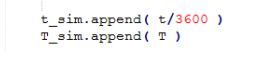 t_sim.append( t/3600 )
T_sim.append( T )